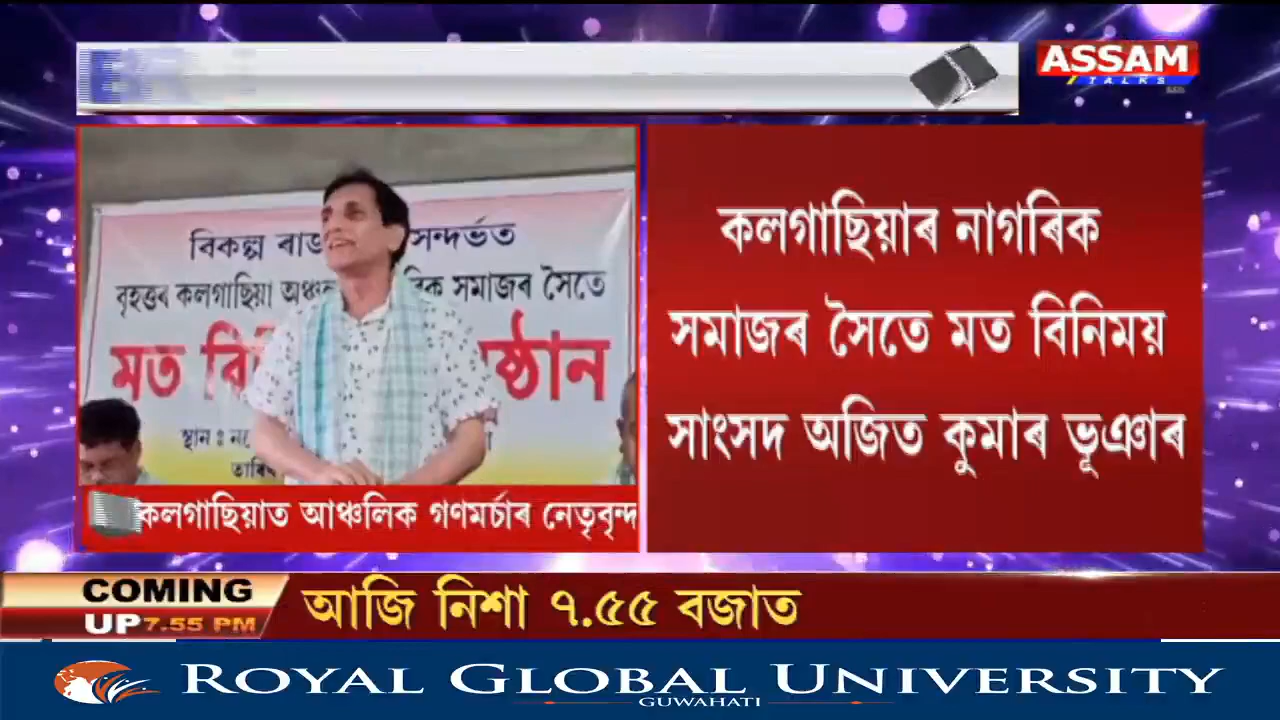 ASSAM
TALKS
বিকল্প সন্দৰ্ভত
বৃহত্তৰ কলগাছিয়া সমাজৰ সৈতে
মত
স্থান ঃ
কলগাছিয়াত আঞ্চলিক গণমৰ্চাৰ নেতৃবৃন্দ
কলগাছিয়াৰ নাগৰিক
সমাজৰ সৈতে মত বিনিময়
সাংসদ অজিত কুমাৰ ভূঞাৰ
COMING
UP 7.55 PM
আজি নিশা ৭.৫৫ বজাত
ROYAL GLOBAL UNIVERSITY
GUWAHATI